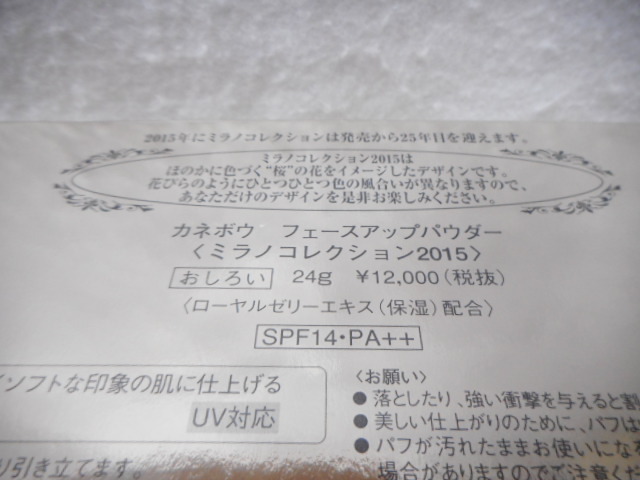 2015年にミラノコレクションは発売から25年目を迎えます。
ミラノコレクション2015は
ほのかに色づく“桜”の花をイメージしたデザインです。
花びらのようにひとつひとつ色の風合いが異なりますので、
あなただけのデザインを是非お楽しみください。
カネボウ フェースアップパウダー
〈ミラノコレクション2015〉
おしろい 24g ¥12,000(税抜)
〈ローヤルゼリーエキス(保湿)配合〉
SPF14・PA++
ソフトな印象の肌に仕上げる
UV対応
り引き立てます。
〈お願い〉
●落としたり、強い衝撃を与えると割
●美しい仕上がりのために、パフは
●パフが汚れたままお使いにな
場合がありますのでご注意くだ